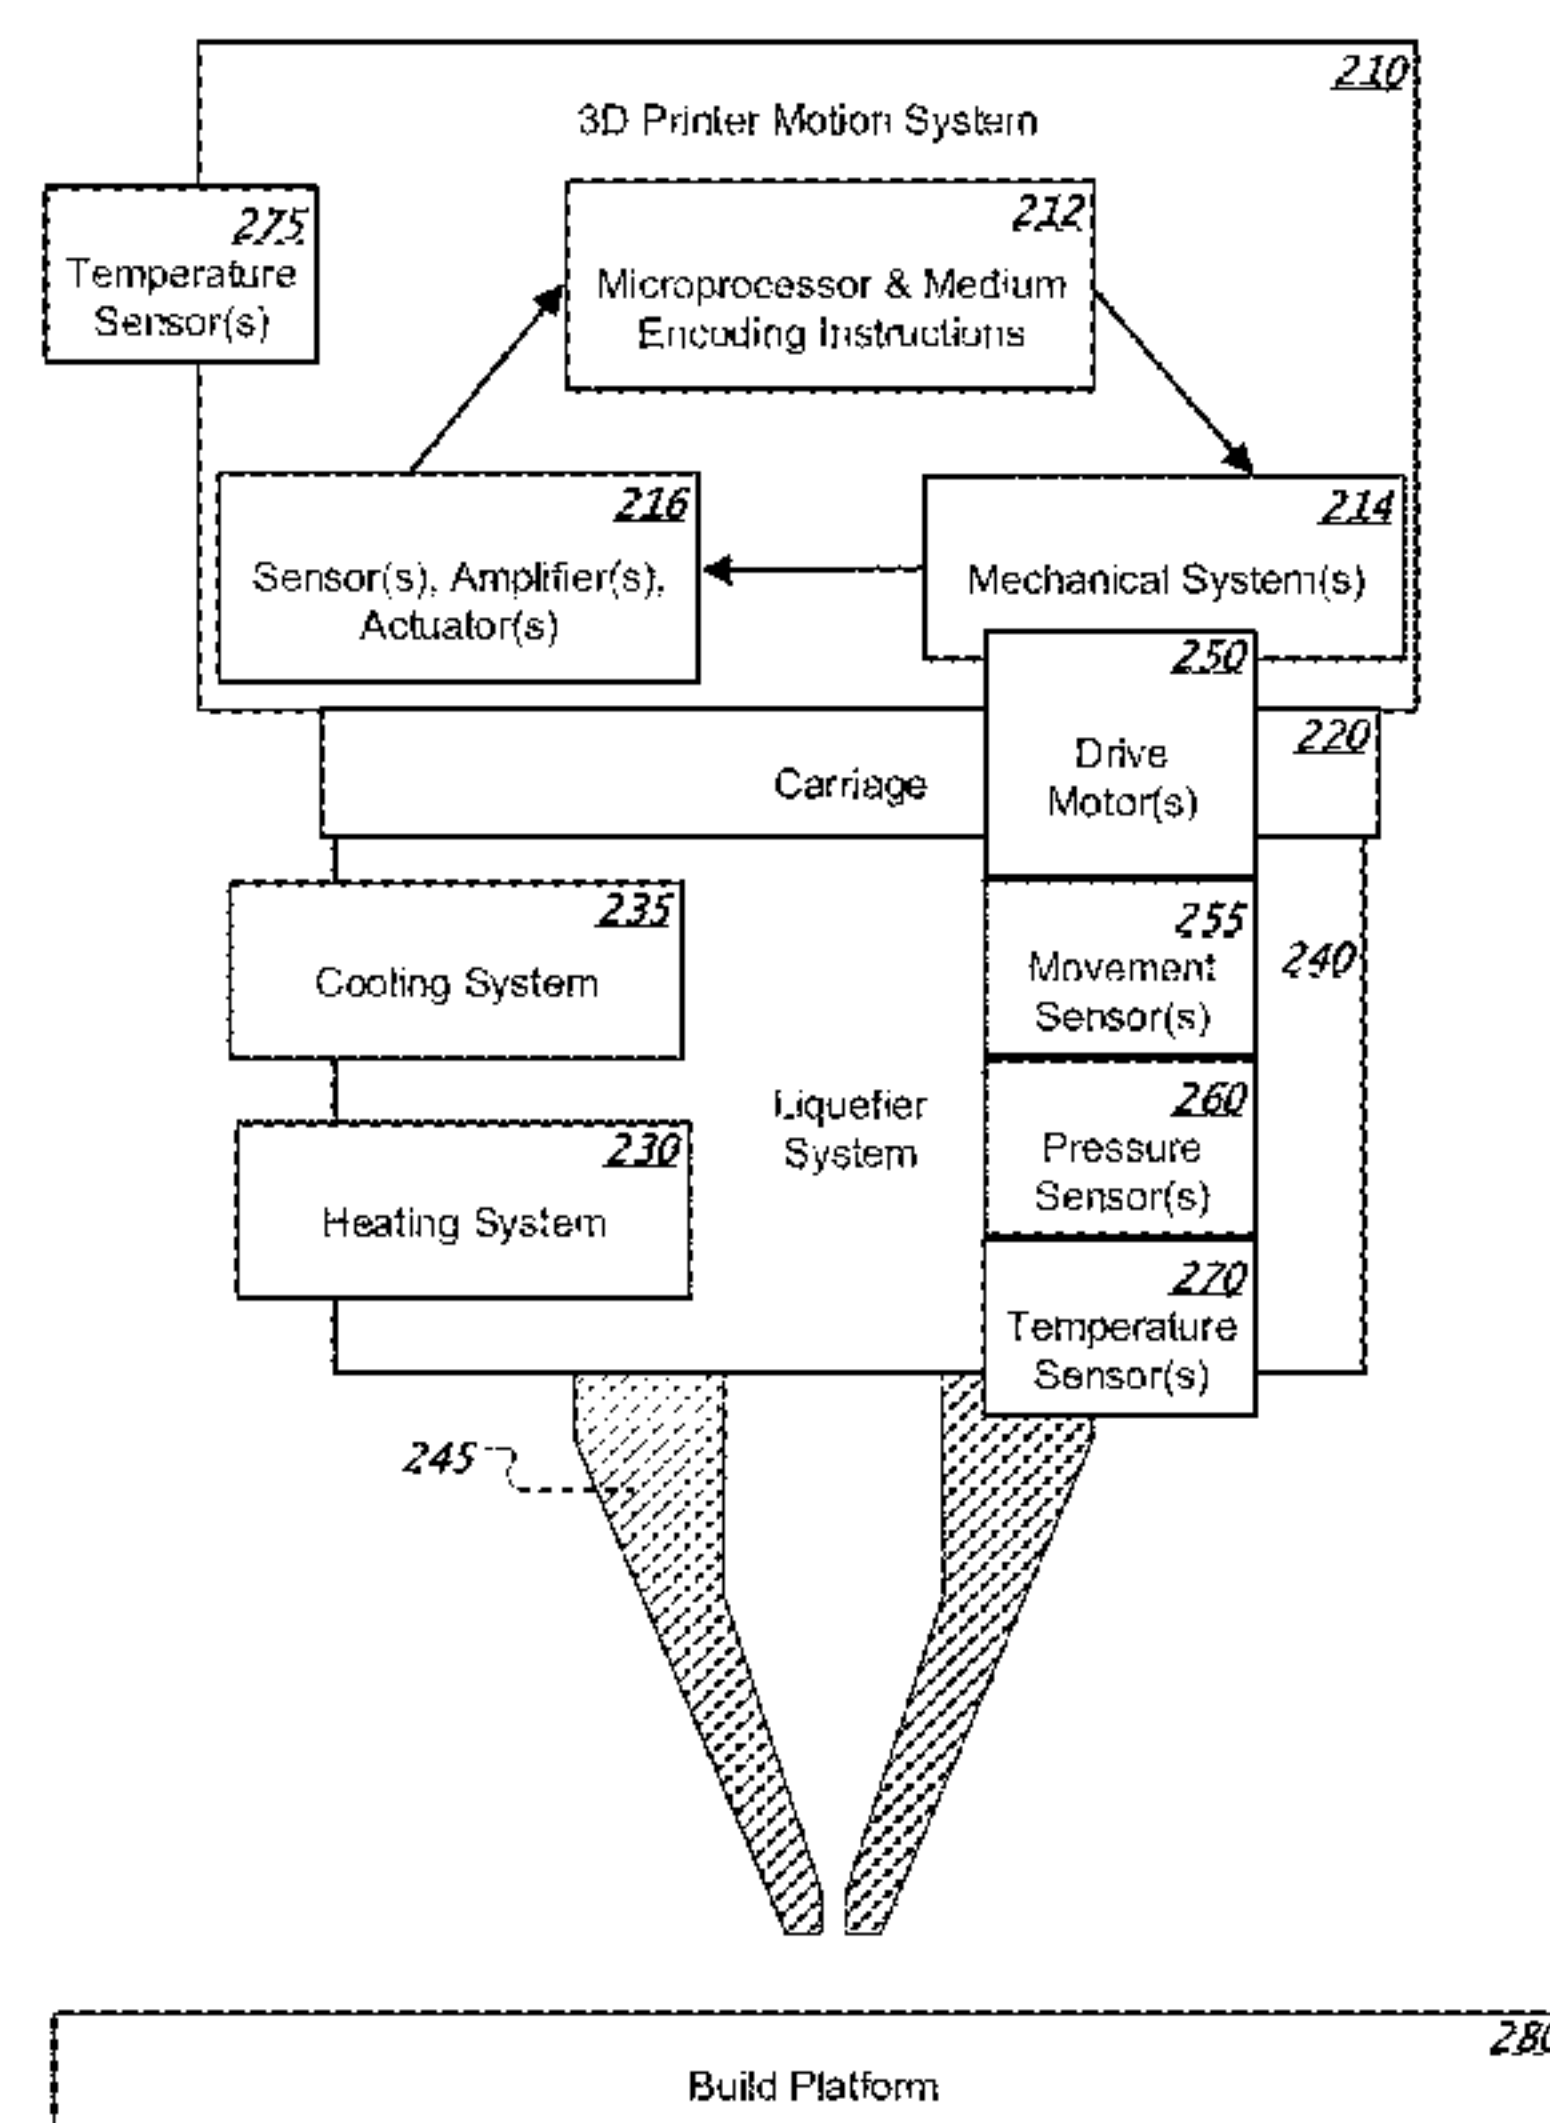 210
3D Printer Motion System
275
Temperature
Sensor(s)
212
Microprocessor & Medium
Encoding Instructions
216
Sensor(s), Amplifier(s),
Actuator(s)
214
Mechanical System(s)
250
Drive
Motor(s)
220
Carriage
235
Cooling System
255
Movement
Sensor(s)
240
Liquefier
System
260
Pressure
Sensor(s)
230
Heating System
270
Temperature
Sensor(s)
245
280
Build Platform